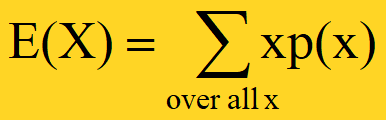 E(X) = ∑ xp(x)
over all x